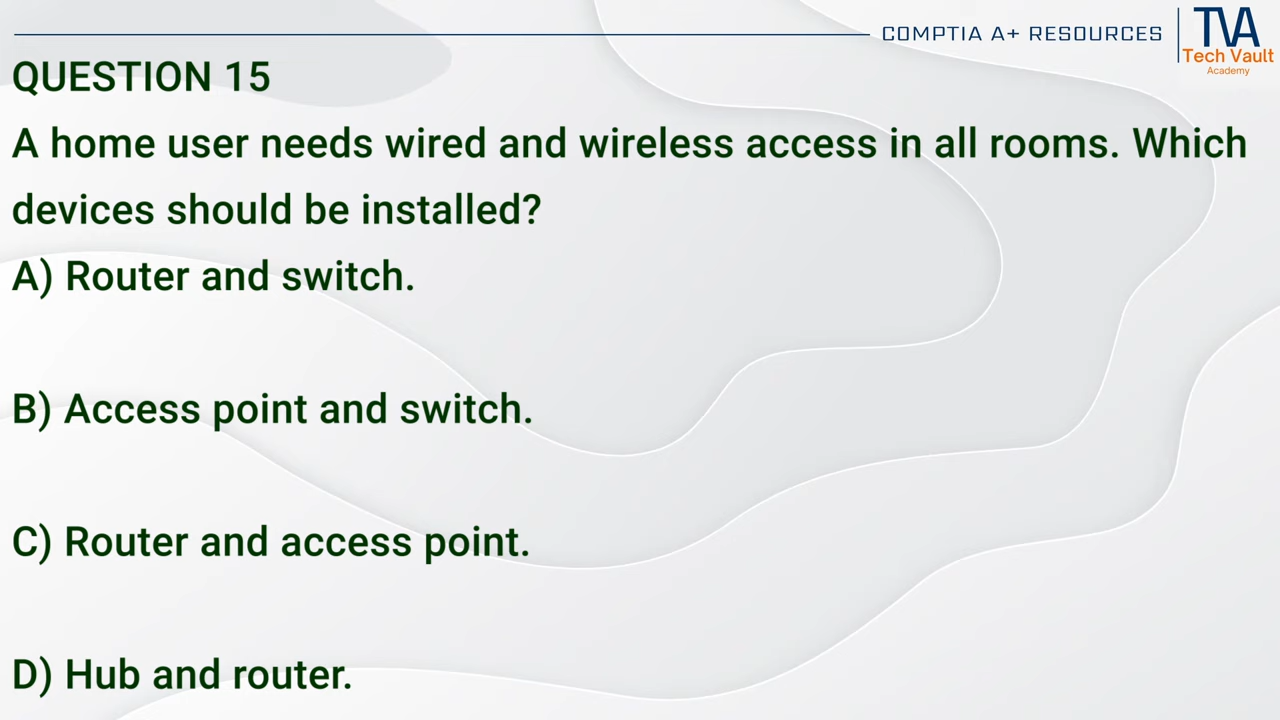 COMPTIA A+ RESOURCES
TVA
Tech Vault
Academy
QUESTION 15
A home user needs wired and wireless access in all rooms. Which
devices should be installed?
A) Router and switch.
B) Access point and switch.
C) Router and access point.
D) Hub and router.